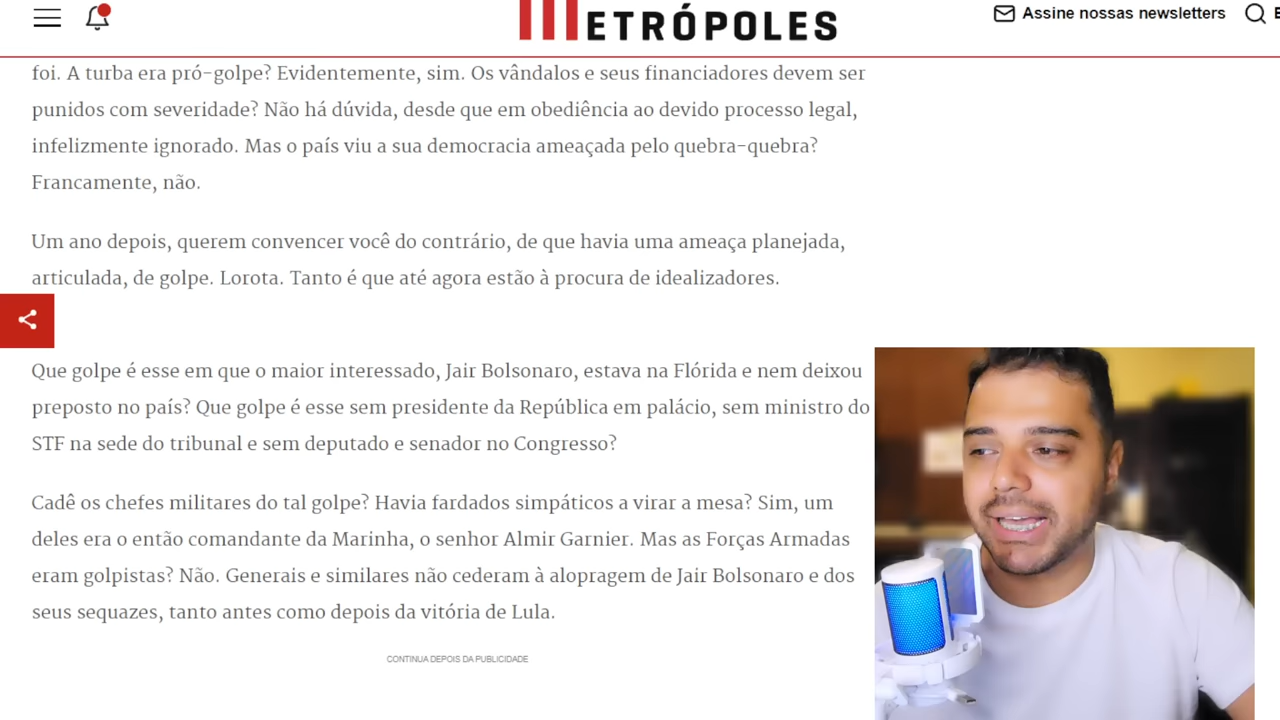 METRÓPOLES
Assine nossas newsletters
foi. A turba era pró-golpe? Evidentemente, sim. Os vândalos e seus financiadores devem ser
punidos com severidade? Não há dúvida, desde que em obediência ao devido processo legal,
infelizmente ignorado. Mas o país viu a sua democracia ameaçada pelo quebra-quebra?
Francamente, não.
Um ano depois, querem convencer você do contrário, de que havia uma ameaça planejada,
articulada, de golpe. Lorota. Tanto é que até agora estão à procura de idealizadores.
Que golpe é esse em que o maior interessado, Jair Bolsonaro, estava na Flórida e nem deixou
preposto no país? Que golpe é esse sem presidente da República em palácio, sem ministro do
STF na sede do tribunal e sem deputado e senador no Congresso?
Cadê os chefes militares do tal golpe? Havia fardados simpáticos a virar a mesa? Sim, um
deles era o então comandante da Marinha, o senhor Almir Garnier. Mas as Forças Armadas
eram golpistas? Não. Generais e similares não cederam à alopragem de Jair Bolsonaro e dos
seus sequazes, tanto antes como depois da vitória de Lula.
CONTINUA DEPOIS DA PUBLICIDADE